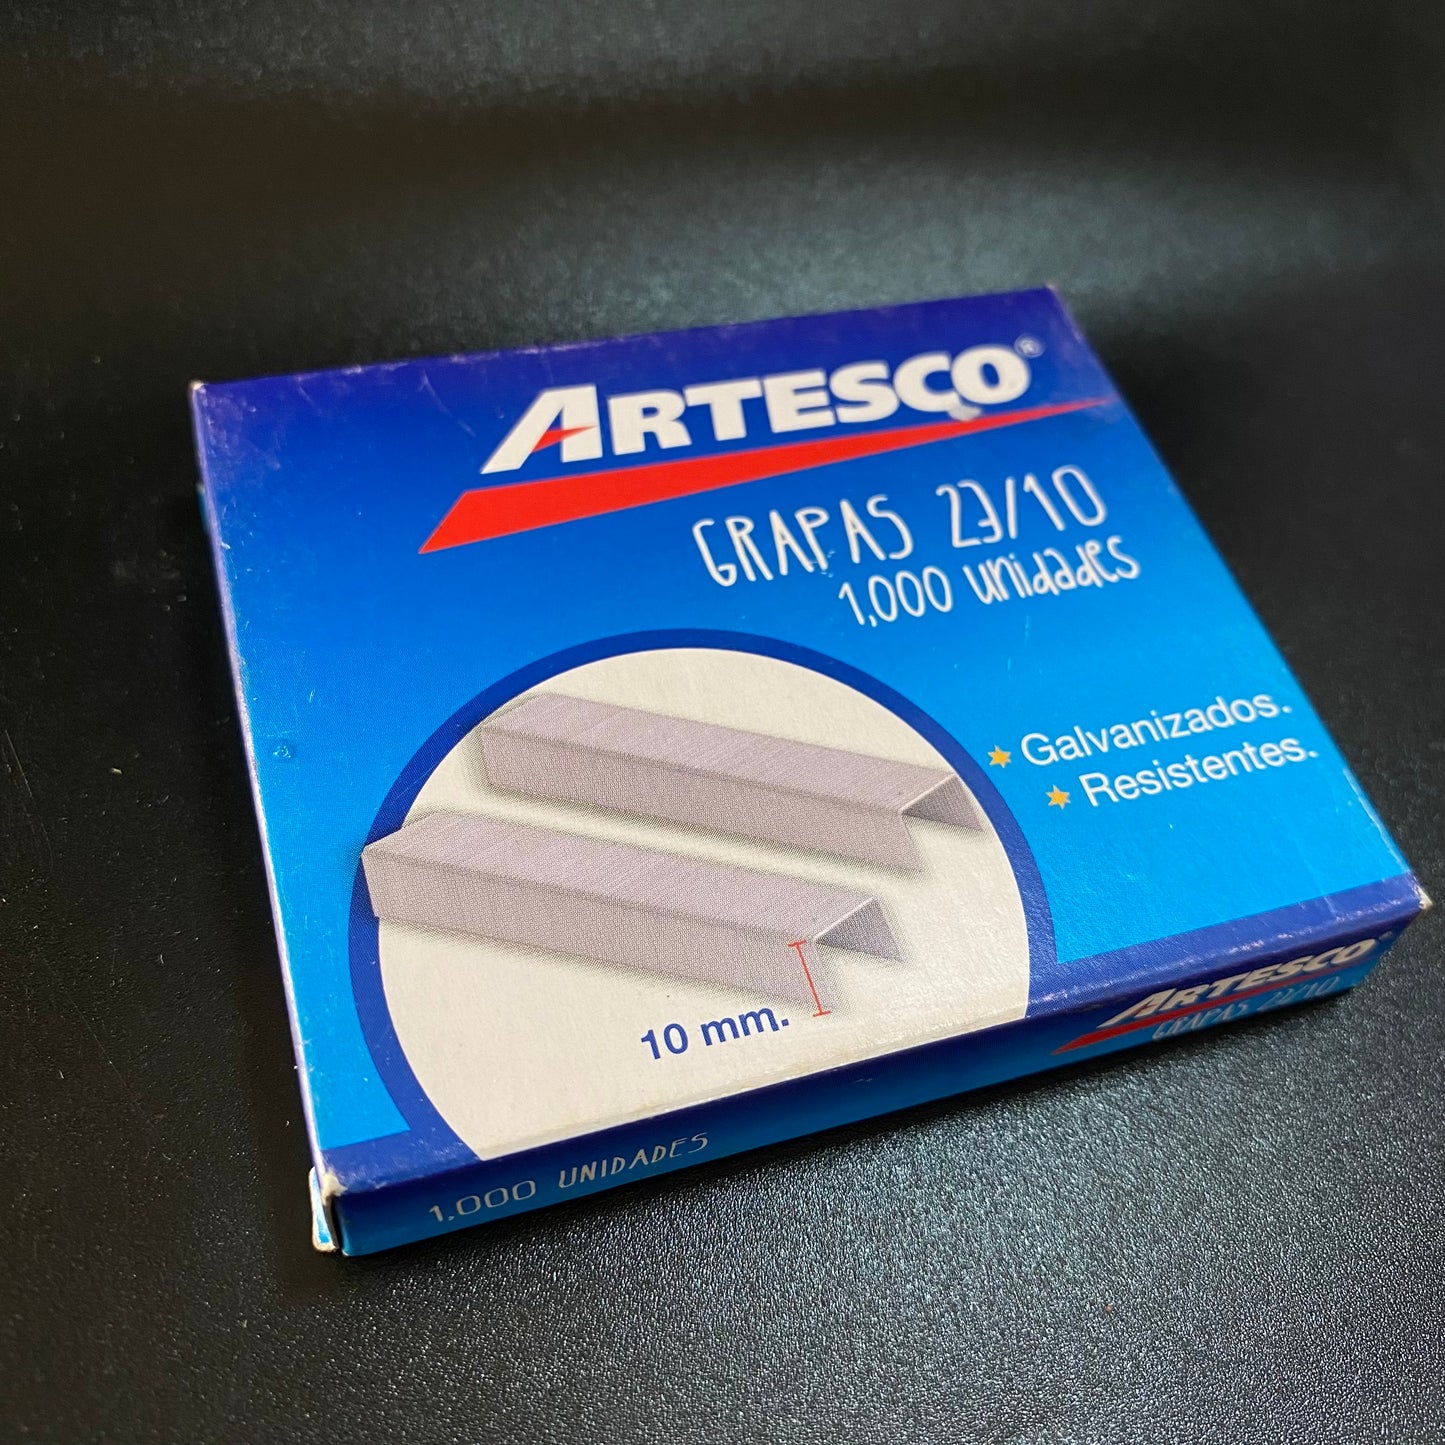 ARTESCO®
GRAPAS 23/10
1,000 unidades
Galvanizados.
Resistentes.
10 mm.
ARTESCO®
GRAPAS 23/10
1,000 UNIDADES